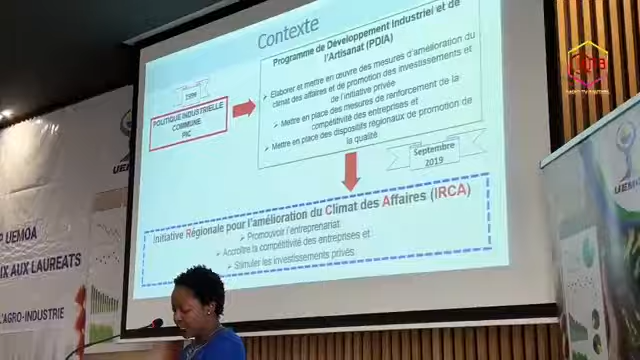 Contexte
Programme de Développement Industriel et de
l'Artisanat (PDIA)
➢ Elaborer et mettre en œuvre des mesures d'amélioration du
climat des affaires et de promotion des investissements et
de l'initiative privée
➢ Mettre en place des mesures de renforcement de la
compétitivité des entreprises et
➢ Mettre en place des dispositifs régionaux de promotion de
la qualité
POLITIQUE INDUSTRIELLE
COMMUNE
PIC
Septembre
2019
Initiative Régionale pour l'amélioration du Climat des Affaires (IRCA)
➢ Promouvoir l'entreprenariat
➢ Accroître la compétitivité des entreprises et
➢ Stimuler les investissements privés
UEMOA
IX AUX LAUREATS
L'AGRO-INDUSTRIE